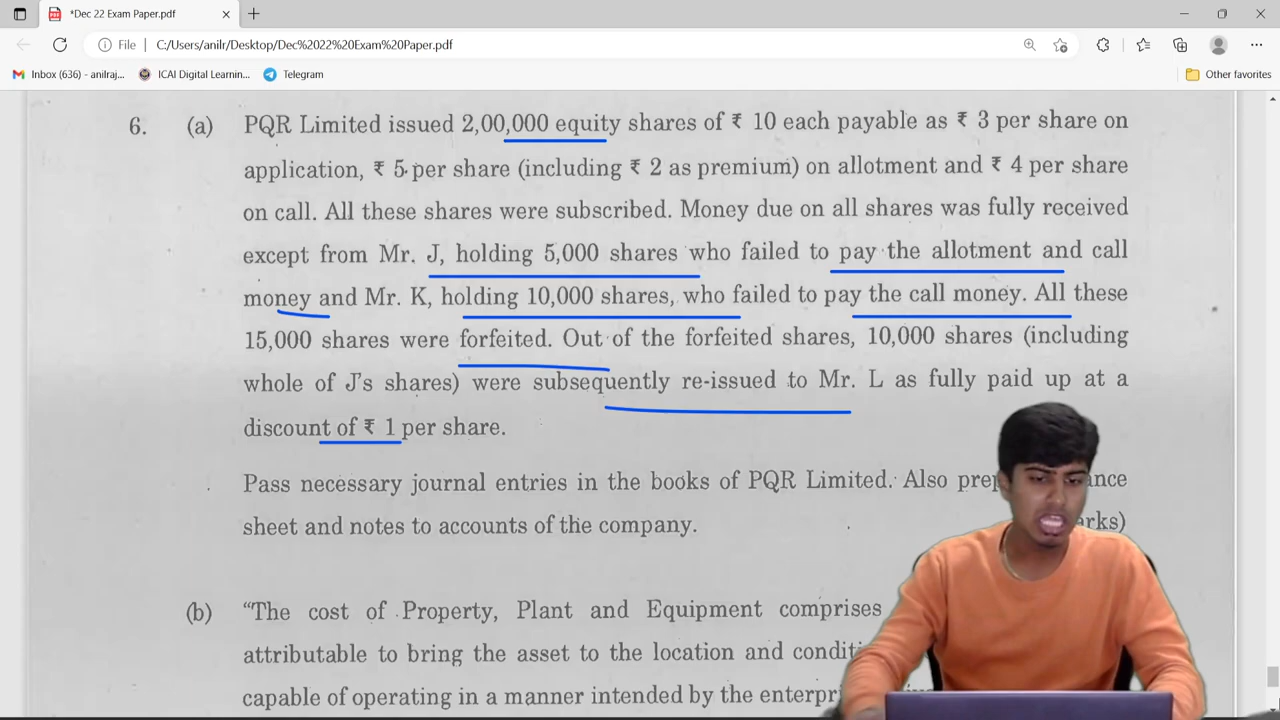 *Dec 22 Exam Paper.pdf
File
C:/Users/anilr/Desktop/Dec%2022%20Exam%20Paper.pdf
Inbox (636) - anilraj... ICAI Digital Learnin... Telegram Other favorites
6. (a) PQR Limited issued 2,00,000 equity shares of ₹ 10 each payable as ₹ 3 per share on
application, ₹ 5 per share (including ₹ 2 as premium) on allotment and ₹ 4 per share
on call. All these shares were subscribed. Money due on all shares was fully received
except from Mr. J, holding 5,000 shares who failed to pay the allotment and call
money and Mr. K, holding 10,000 shares, who failed to pay the call money. All these
15,000 shares were forfeited. Out of the forfeited shares, 10,000 shares (including
whole of J's shares) were subsequently re-issued to Mr. L as fully paid up at a
discount of ₹ 1 per share.
Pass necessary journal entries in the books of PQR Limited. Also
sheet and notes to accounts of the company.
(b) “The cost of Property, Plant and Equipment comprises
attributable to bring the asset to the location and
capable of operating in a manner intended by the